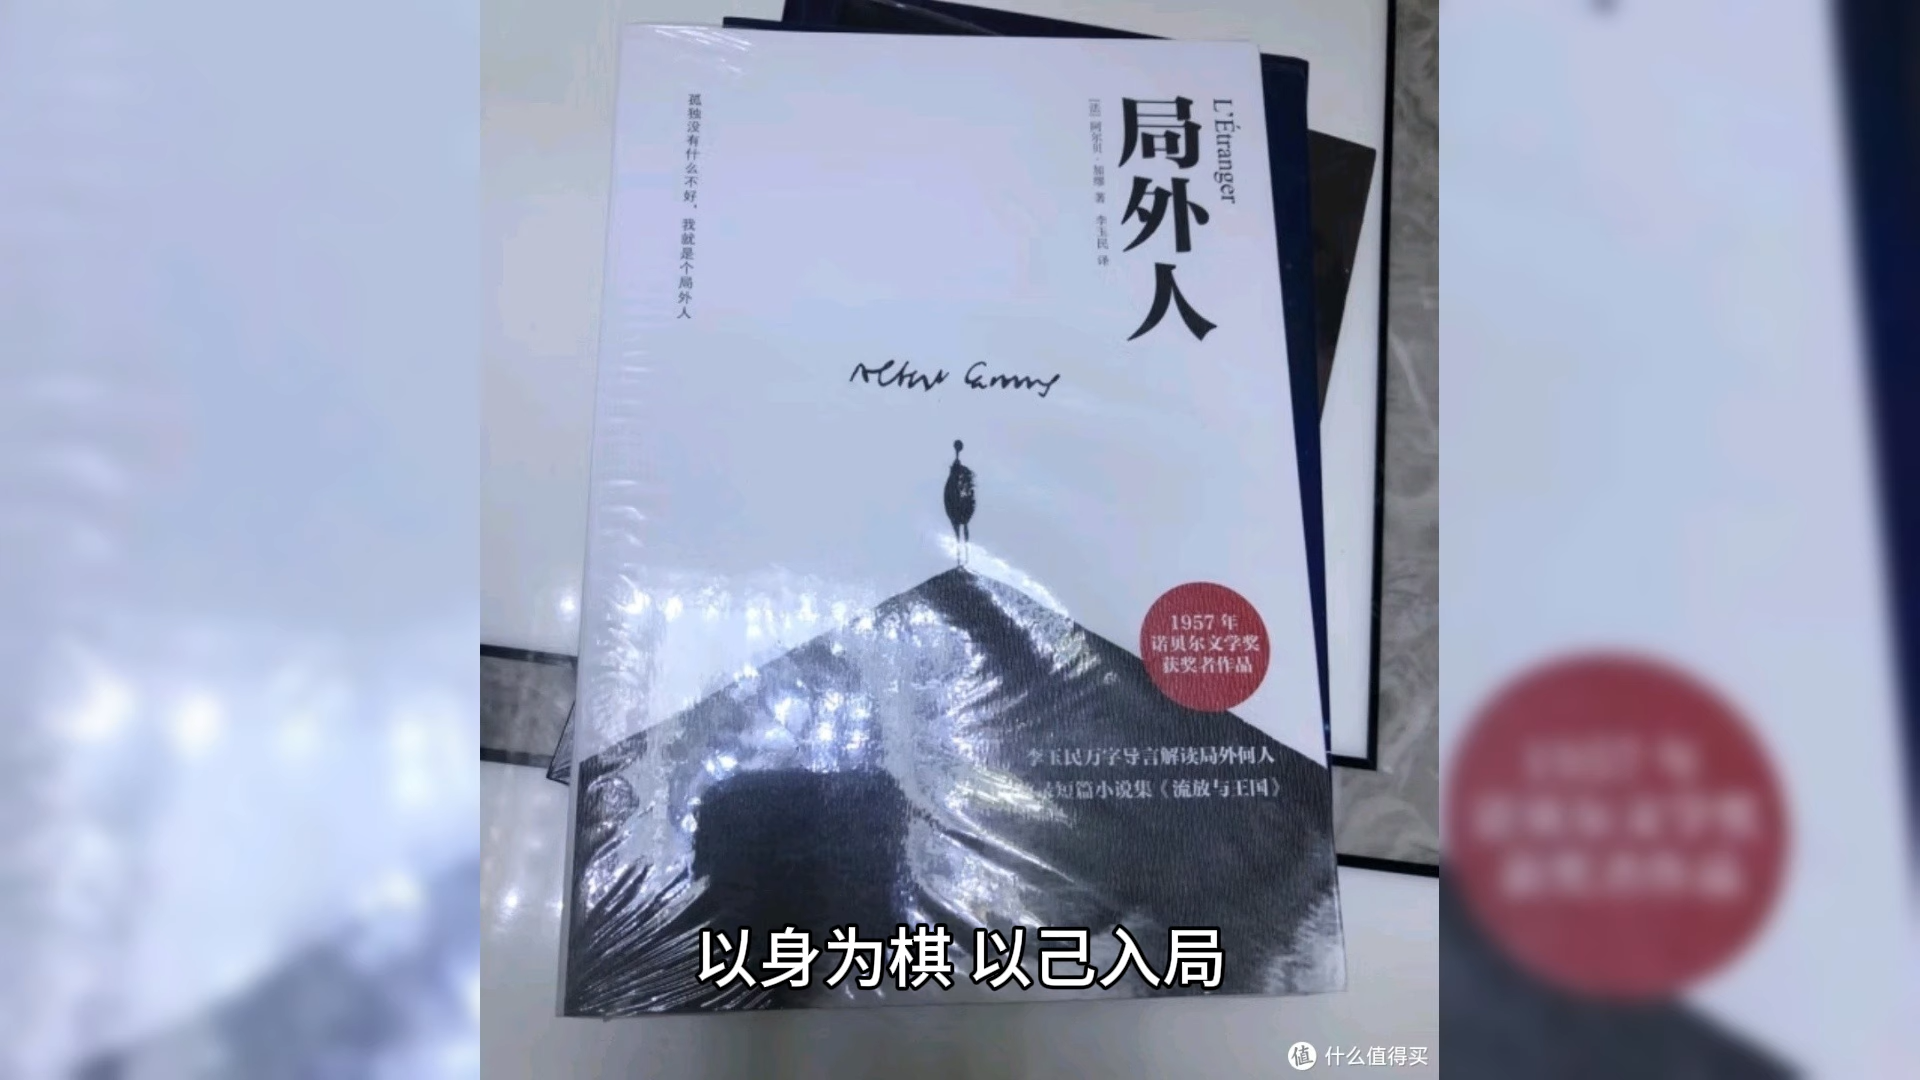 孤独没有什么不好，我就是个局外人
L'Étranger
局外人
[法] 阿尔贝·加缪 著 李玉民 译
Albert Camus
1957 年
诺贝尔文学奖
获奖者作品
李玉民万字导言解读局外何人
短篇小说集《流放与王国》
以身为棋 以己入局
值 什么值得买